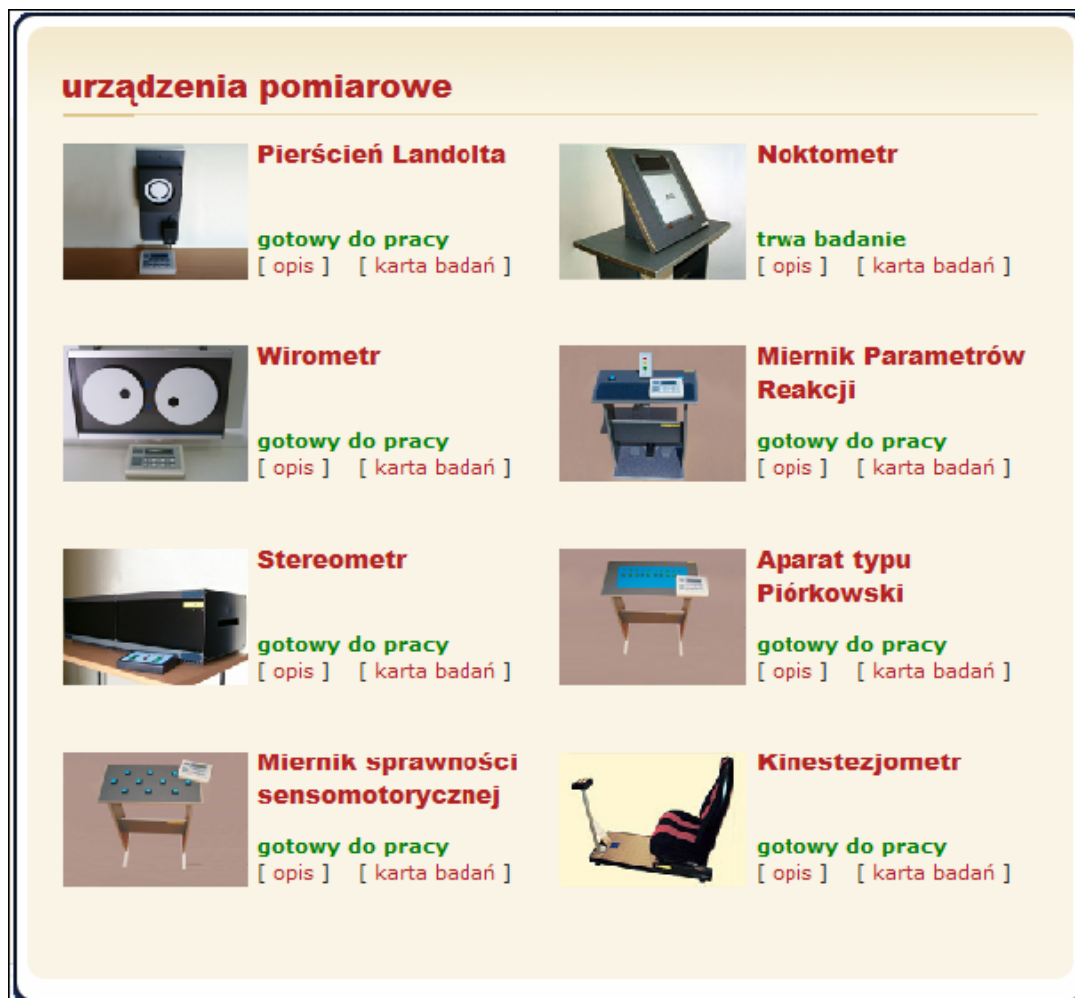 urządzenia pomiarowe
Pierścień Landolta
gotowy do pracy
[ opis ] [ karta badań ]
Noktometr
trwa badanie
[ opis ] [ karta badań ]
Wirometr
gotowy do pracy
[ opis ] [ karta badań ]
Miernik Parametrów
Reakcji
gotowy do pracy
[ opis ] [ karta badań ]
Stereometr
gotowy do pracy
[ opis ] [ karta badań ]
Aparat typu
Piórkowski
gotowy do pracy
[ opis ] [ karta badań ]
Miernik sprawności
sensomotorycznej
gotowy do pracy
[ opis ] [ karta badań ]
Kinestezjometr
gotowy do pracy
[ opis ] [ karta badań ]